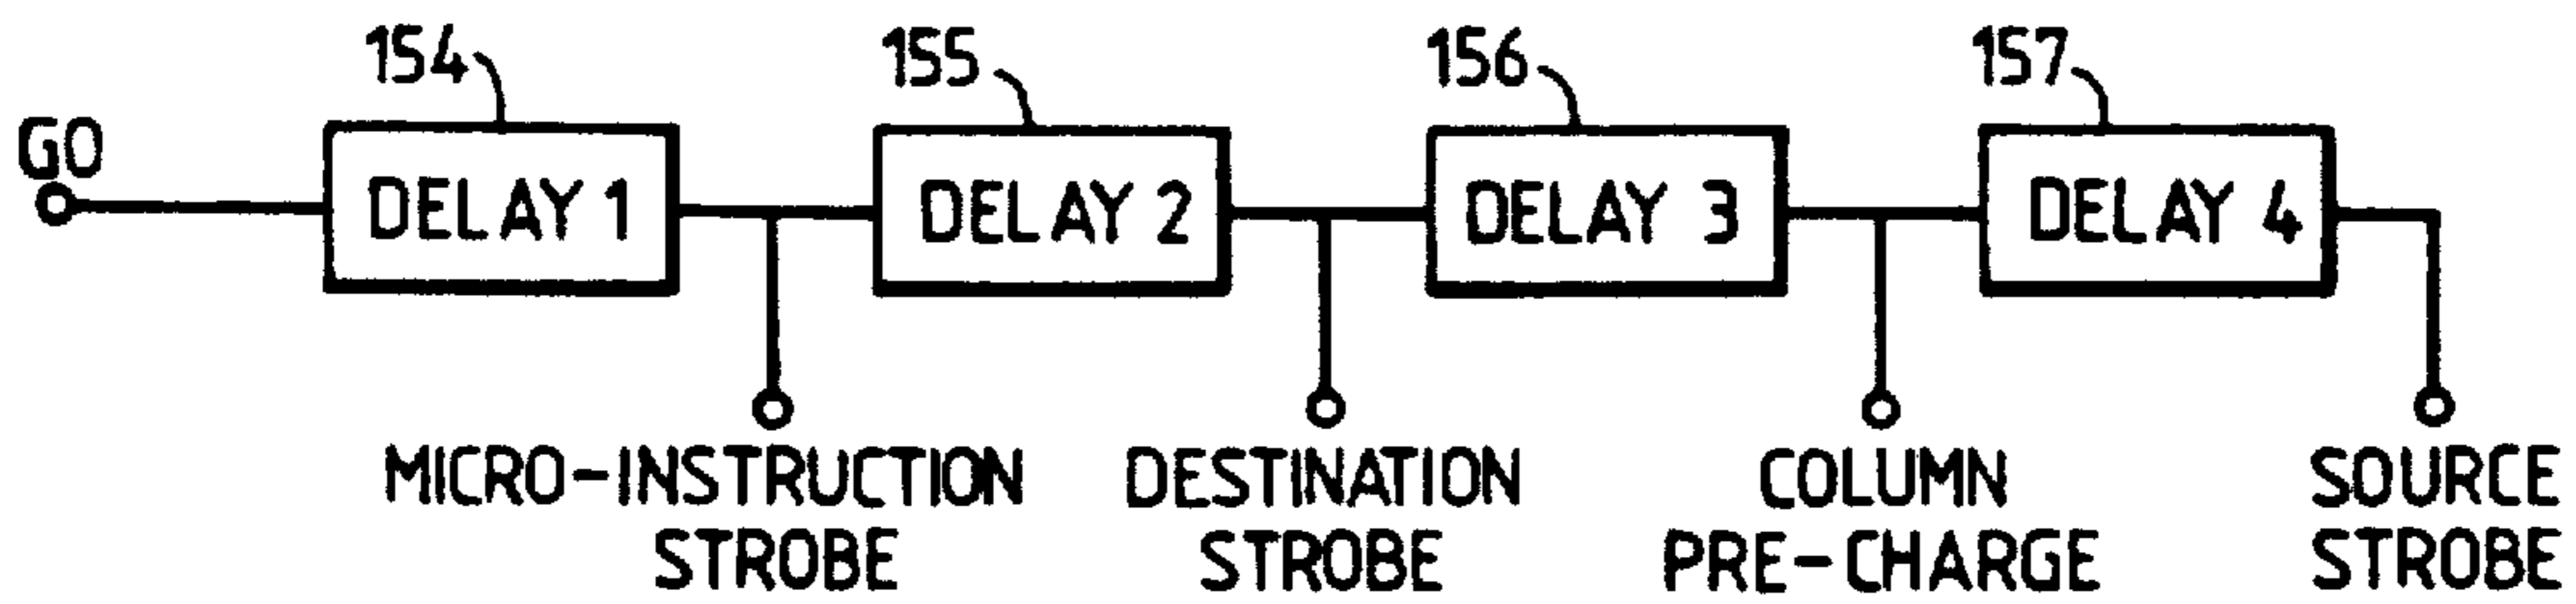 154
155
156
157
GO
DELAY 1
DELAY 2
DELAY 3
DELAY 4
MICRO-INSTRUCTION
STROBE
DESTINATION
STROBE
COLUMN
PRE-CHARGE
SOURCE
STROBE